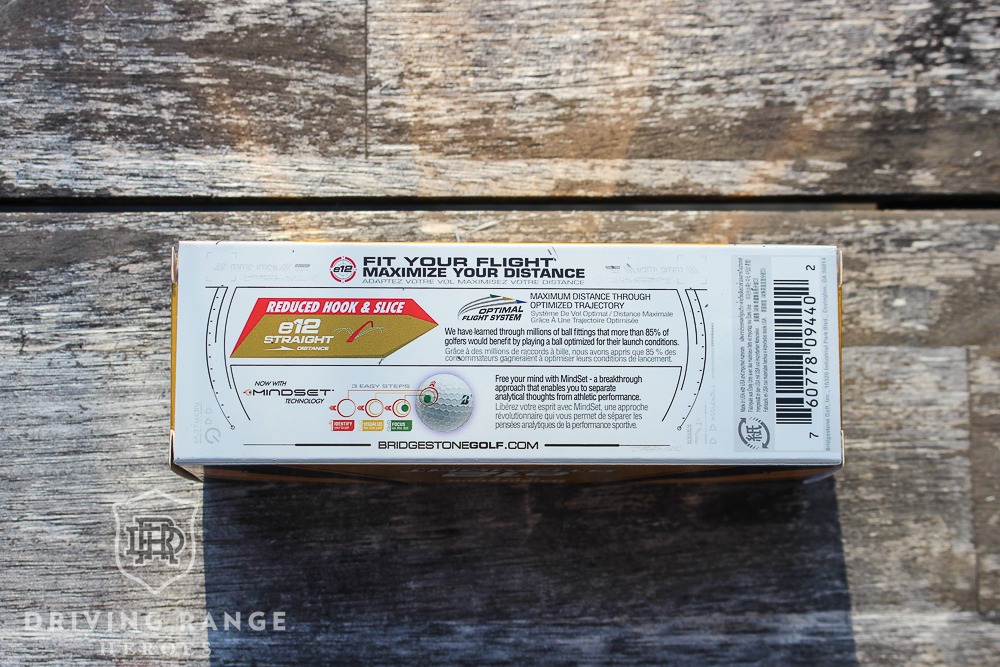 e12
FIT YOUR FLIGHT
MAXIMIZE YOUR DISTANCE
ADAPTEZ VOTRE VOL MAXIMISEZ VOTRE DISTANCE
REDUCED HOOK & SLICE
e12
STRAIGHT
DISTANCE
OPTIMAL
FLIGHT SYSTEM
MAXIMUM DISTANCE THROUGH
OPTIMIZED TRAJECTORY
Système De Vol Optimal / Distance Maximale
Grâce À Une Trajectoire Optimisée
We have learned through millions of ball fittings that more than 85% of
golfers would benefit by playing a ball optimized for their launch conditions.
Grâce à des millions de raccords à bille, nous avons appris que 85 % des
consommateurs gagneraient à optimiser leurs conditions de lancement.
NOW WITH
MINDSET
TECHNOLOGY
3 EASY STEPS
IDENTIFY
VISUALIZE
FOCUS
B
Free your mind with MindSet - a breakthrough
approach that enables you to separate
analytical thoughts from athletic performance.
Libérez votre esprit avec MindSet, une approche
révolutionnaire qui vous permet de séparer les
pensées analytiques de la performance sportive.
BRIDGESTONEGOLF.COM
紙
7 60778 09440 2
DRH
DRIVING RANGE
HEROES